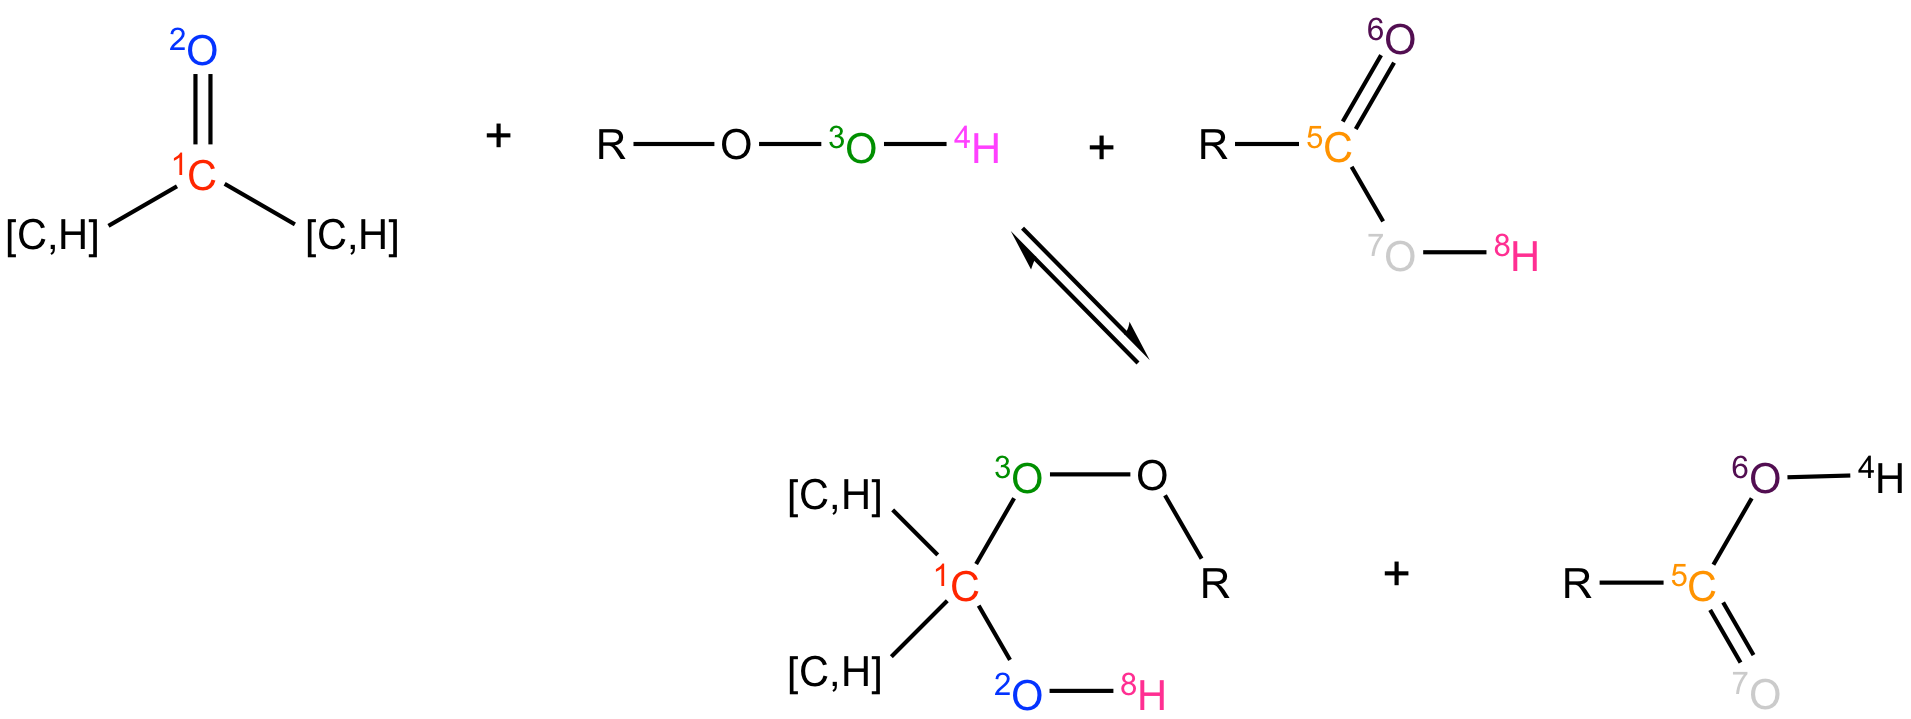 ²O
¹C
[C,H] [C,H]
+
R O ³O ⁴H
+
⁶O
R ⁵C
⁷O ⁸H
[C,H] ³O O
¹C R
[C,H] ²O ⁸H
+
⁶O ⁴H
R ⁵C
⁷O